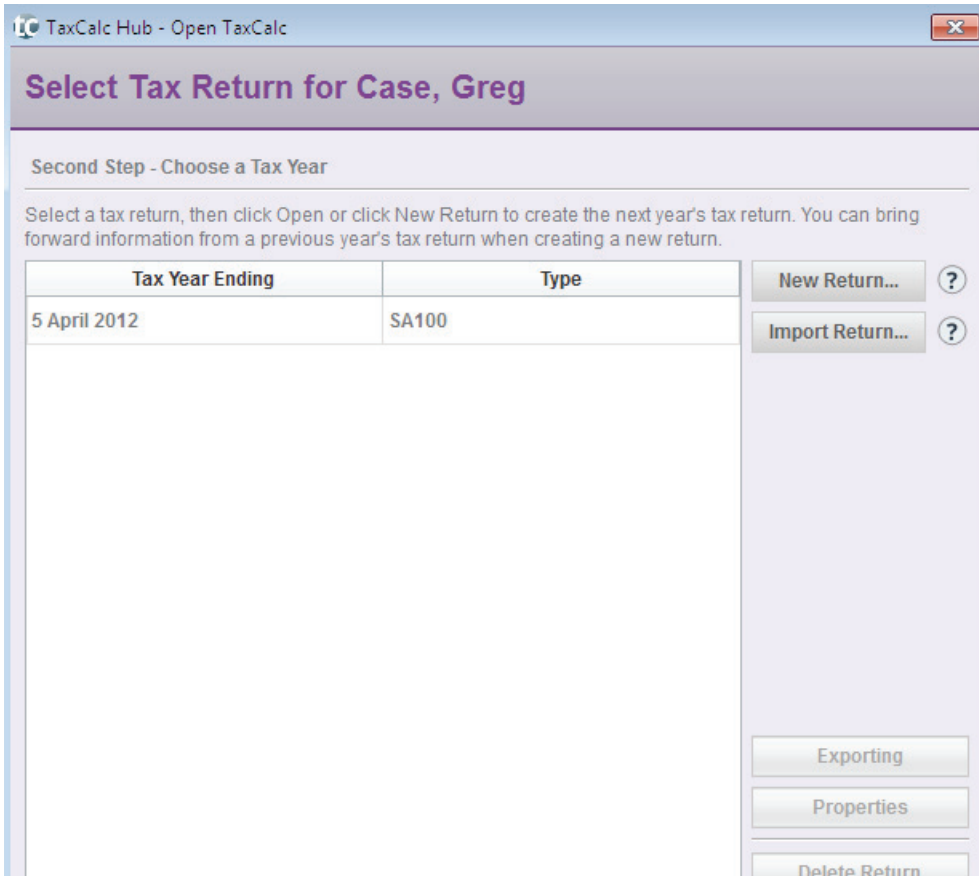 TaxCalc Hub - Open TaxCalc
Select Tax Return for Case, Greg
Second Step - Choose a Tax Year
Select a tax return, then click Open or click New Return to create the next year's tax return. You can bring
forward information from a previous year's tax return when creating a new return.
Tax Year Ending Type
New Return... ?
5 April 2012 SA100
Import Return... ?
Exporting
Properties
Delete Return